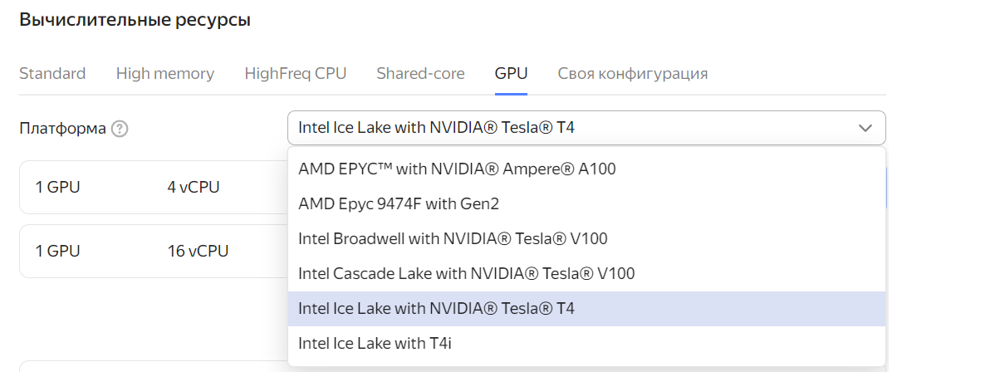 Вычислительные ресурсы
Standard High memory HighFreq CPU Shared-core GPU Своя конфигурация
Платформа ? Intel Ice Lake with NVIDIA® Tesla® T4
AMD EPYC™ with NVIDIA® Ampere® A100
1 GPU 4 vCPU
AMD Epyc 9474F with Gen2
Intel Broadwell with NVIDIA® Tesla® V100
1 GPU 16 vCPU
Intel Cascade Lake with NVIDIA® Tesla® V100
Intel Ice Lake with NVIDIA® Tesla® T4
Intel Ice Lake with T4i